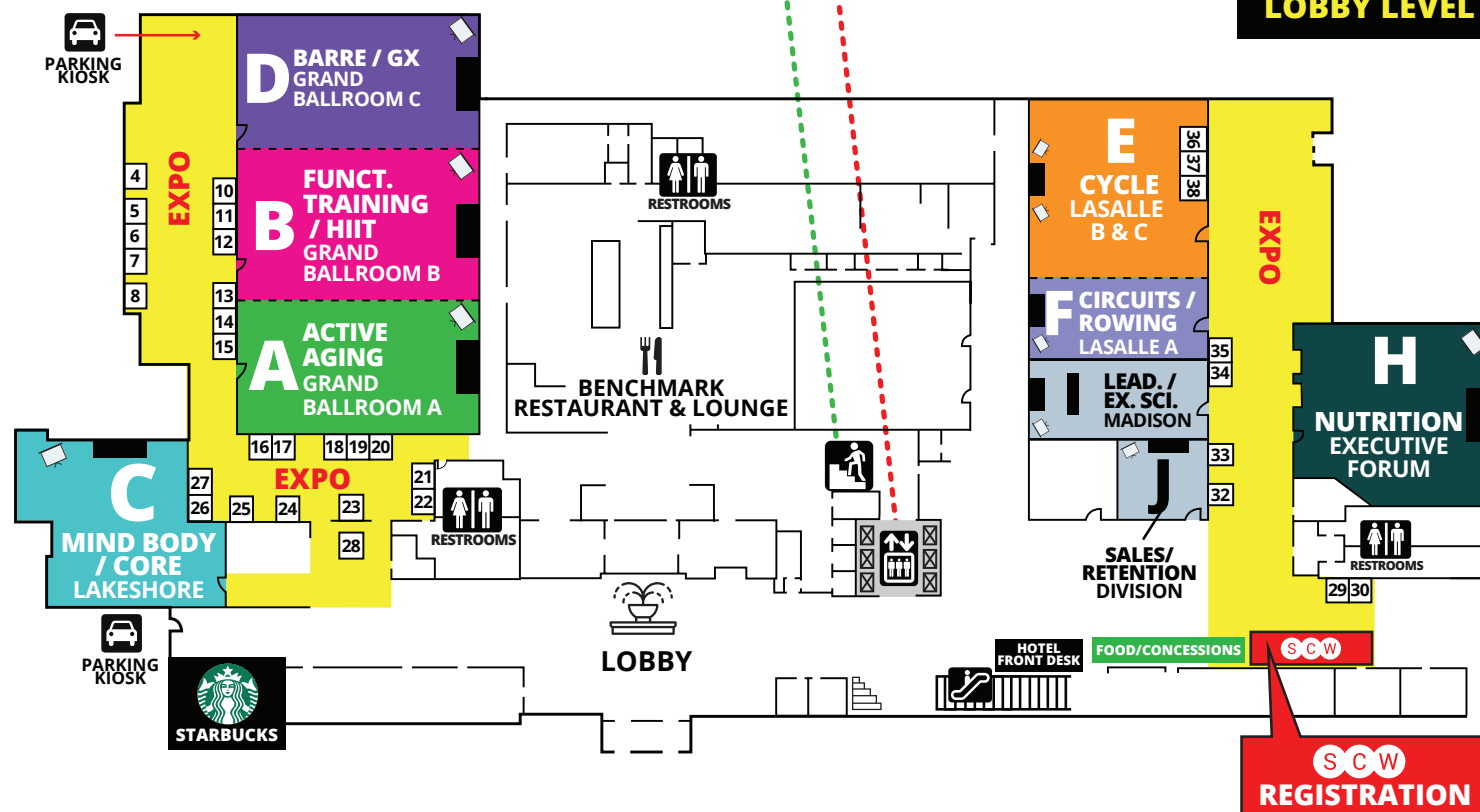 LOBBY LEVEL
PARKING
KIOSK
EXPO
D
BARRE / GX
GRAND
BALLROOM C
B
FUNCT.
TRAINING
/ HIIT
GRAND
BALLROOM B
A
ACTIVE
AGING
GRAND
BALLROOM A
4
5
6
7
8
10
11
12
13
14
15
16 17
18 19 20
EXPO
21
22
23
24
25
26
27
28
C
MIND BODY
/ CORE
LAKESHORE
PARKING
KIOSK
STARBUCKS
RESTROOMS
RESTROOMS
BENCHMARK
RESTAURANT & LOUNGE
LOBBY
E
CYCLE
LASALLE
B & C
36 37 38
EXPO
F
CIRCUITS /
ROWING
LASALLE A
LEAD. /
EX. SCI.
MADISON
J
SALES/
RETENTION
DIVISION
35
34
33
32
H
NUTRITION
EXECUTIVE
FORUM
RESTROOMS
29 30
HOTEL
FRONT DESK
FOOD/CONCESSIONS
SCW
SCW
REGISTRATION